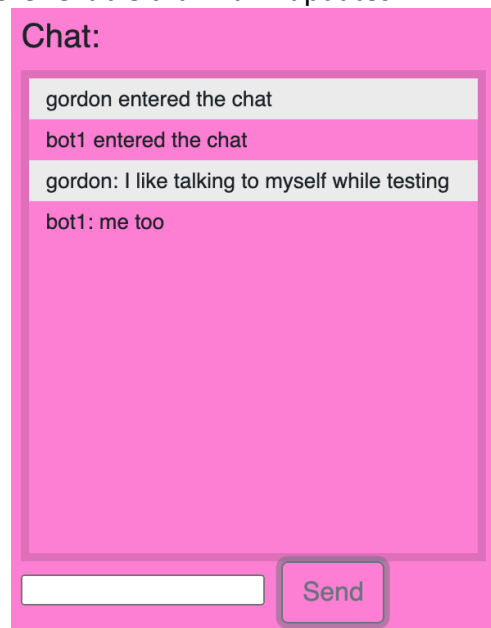 Chat:
gordon entered the chat
bot1 entered the chat
gordon: I like talking to myself while testing
bot1: me too
Send